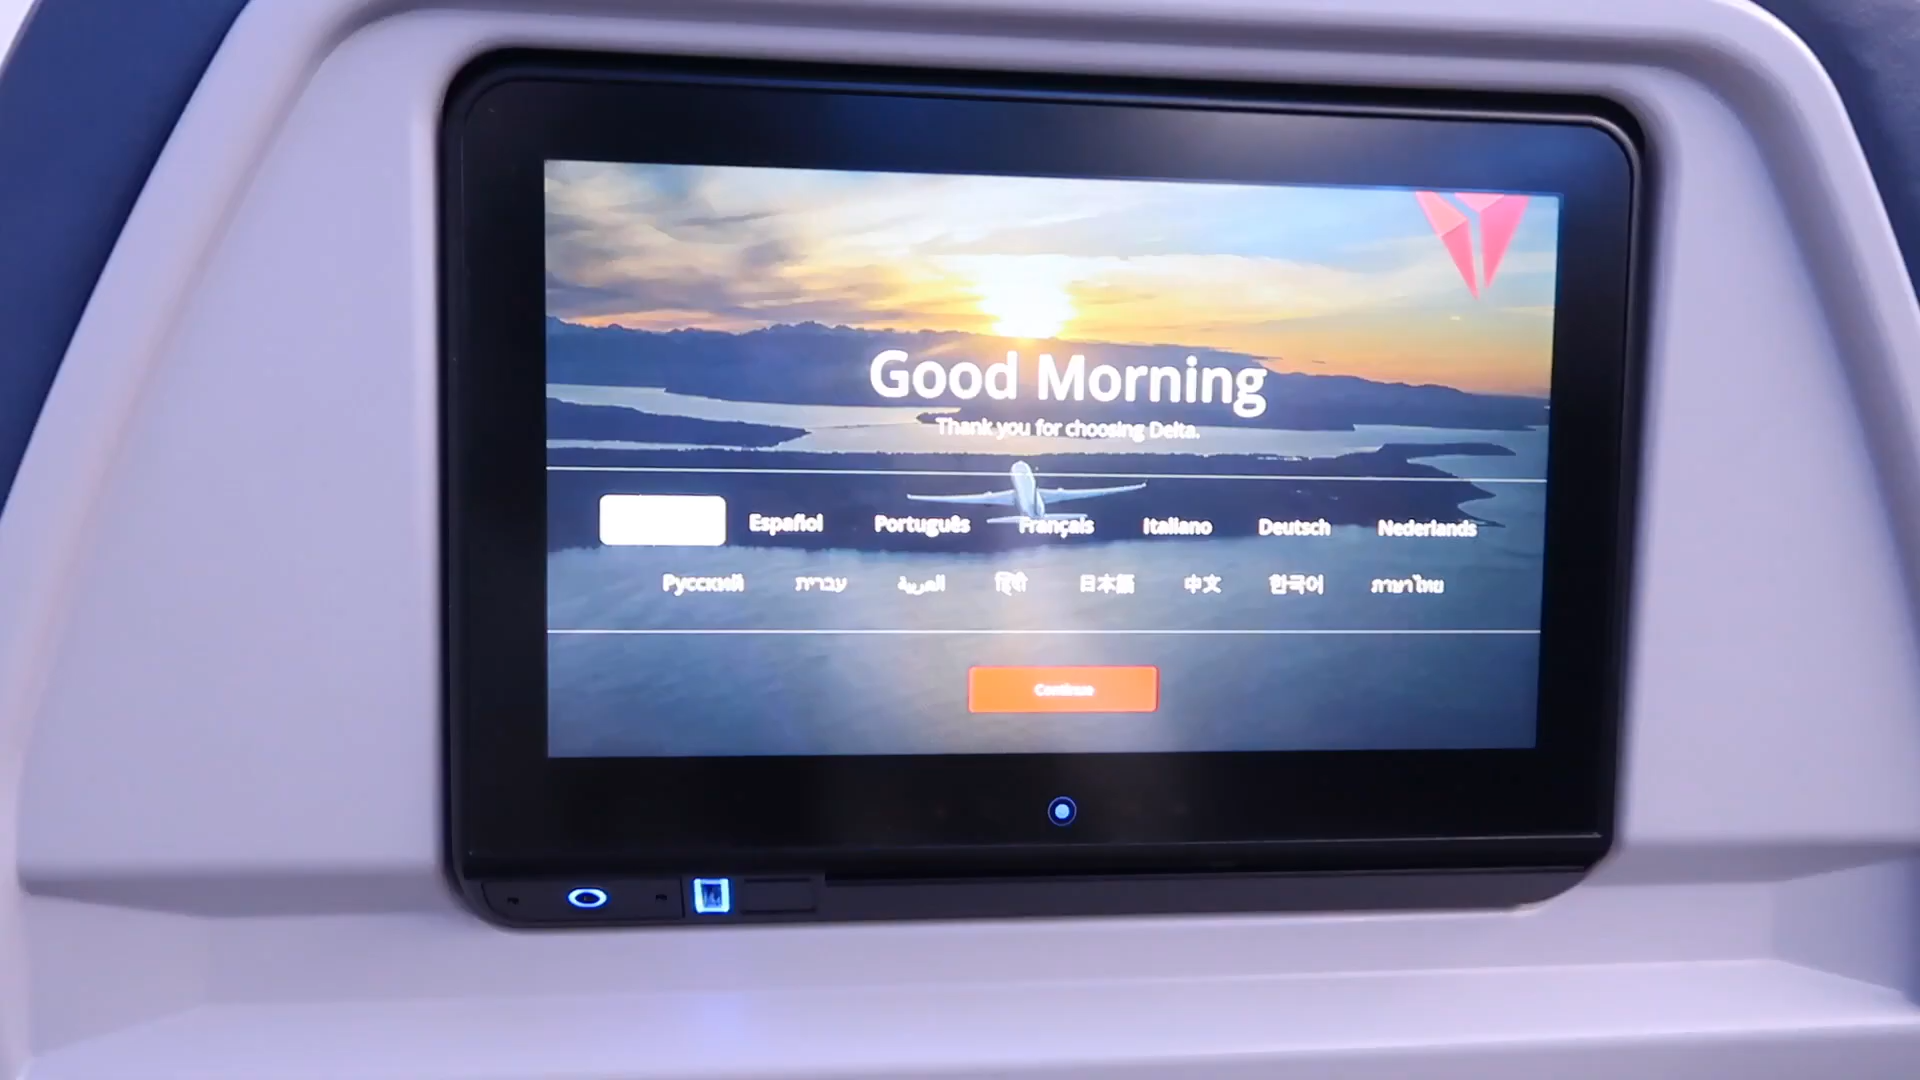 Good Morning
Thank you for choosing Delta.
Español Português Français Italiano Deutsch Nederlands
Русский עברית العربية हिंदी 日本語 中文 한국어 ภาษาไทย
Continue